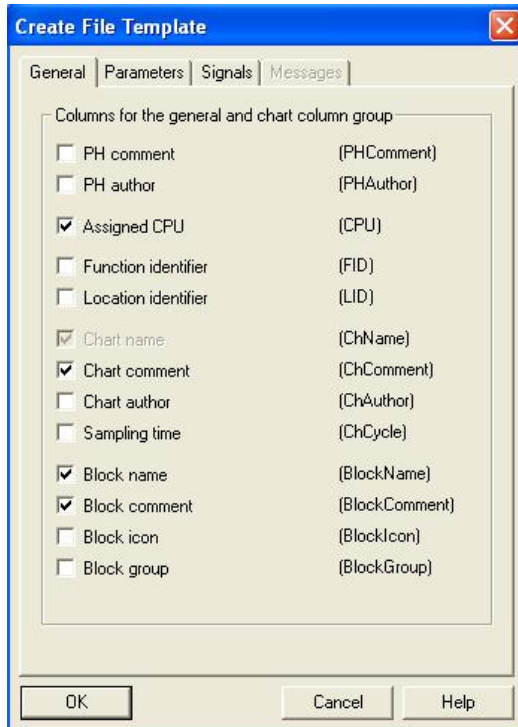 Create File Template
General Parameters Signals Messages
Columns for the general and chart column group
PH comment (PHComment)
PH author (PHAuthor)
Assigned CPU (CPU)
Function identifier (FID)
Location identifier (LID)
Chart name (ChName)
Chart comment (ChComment)
Chart author (ChAuthor)
Sampling time (ChCycle)
Block name (BlockName)
Block comment (BlockComment)
Block icon (BlockIcon)
Block group (BlockGroup)
OK Cancel Help